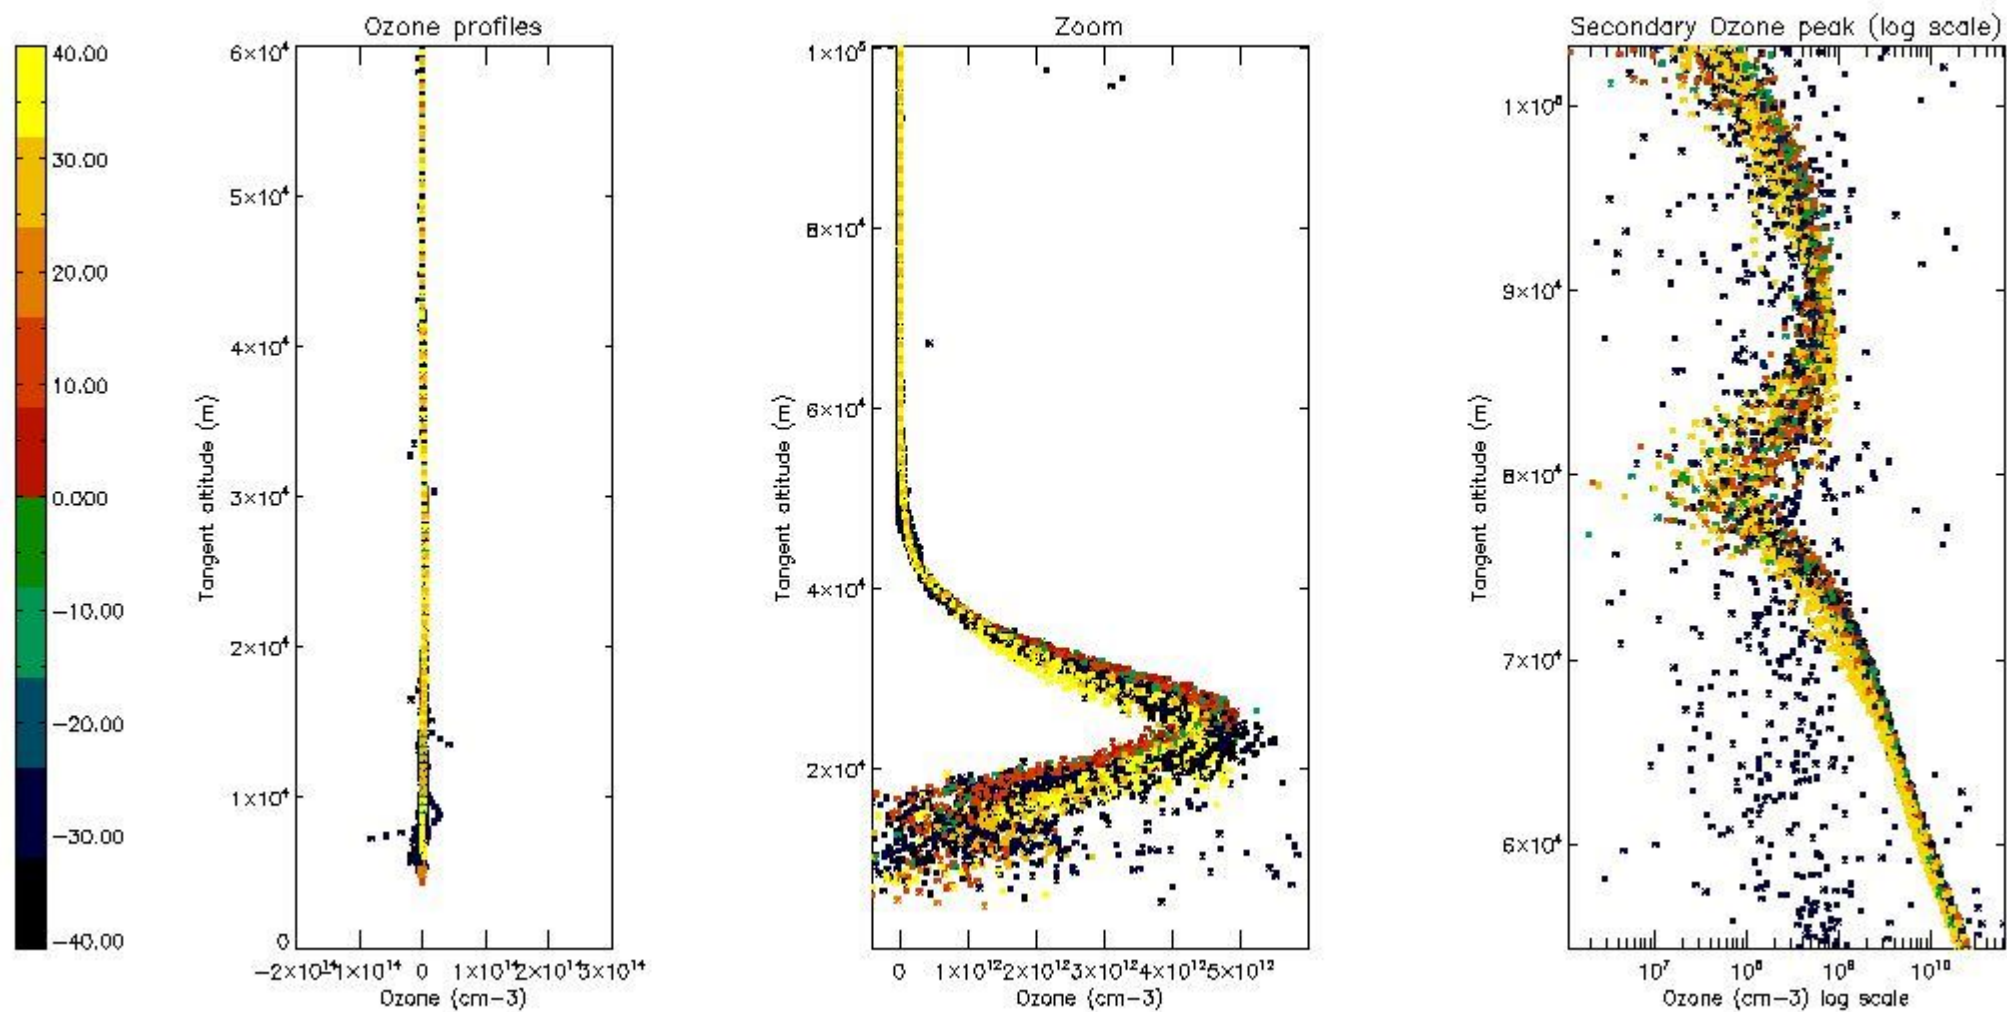 Ozone profiles
Zoom
Secondary Ozone peak (log scale)
40.00
30.00
20.00
10.00
0.000
−10.00
−20.00
−30.00
−40.00
Tangent altitude (m)
6×10⁴
5×10⁴
4×10⁴
3×10⁴
2×10⁴
1×10⁴
0
−2×10¹⁴ −1×10¹⁴ 0 1×10¹⁴ 2×10¹⁴ 3×10¹⁴
Ozone (cm−3)
Tangent altitude (m)
1×10⁵
8×10⁴
6×10⁴
4×10⁴
2×10⁴
0 1×10¹² 2×10¹² 3×10¹² 4×10¹² 5×10¹²
Ozone (cm−3)
Tangent altitude (m)
9×10⁴
8×10⁴
7×10⁴
6×10⁴
10⁷ 10¹⁰
Ozone (cm−3) log scale